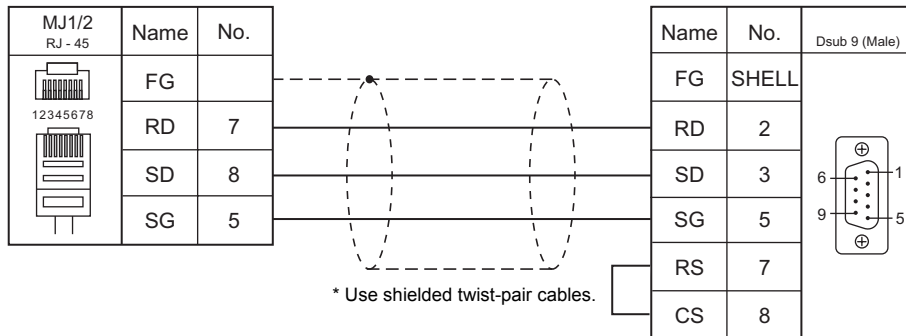 MJ1/2
RJ - 45
Name No.
12345678
FG
RD 7
SD 8
SG 5
* Use shielded twist-pair cables.
Name No. Dsub 9 (Male)
FG SHELL
RD 2
SD 3
SG 5
RS 7
CS 8
6 1
9 5